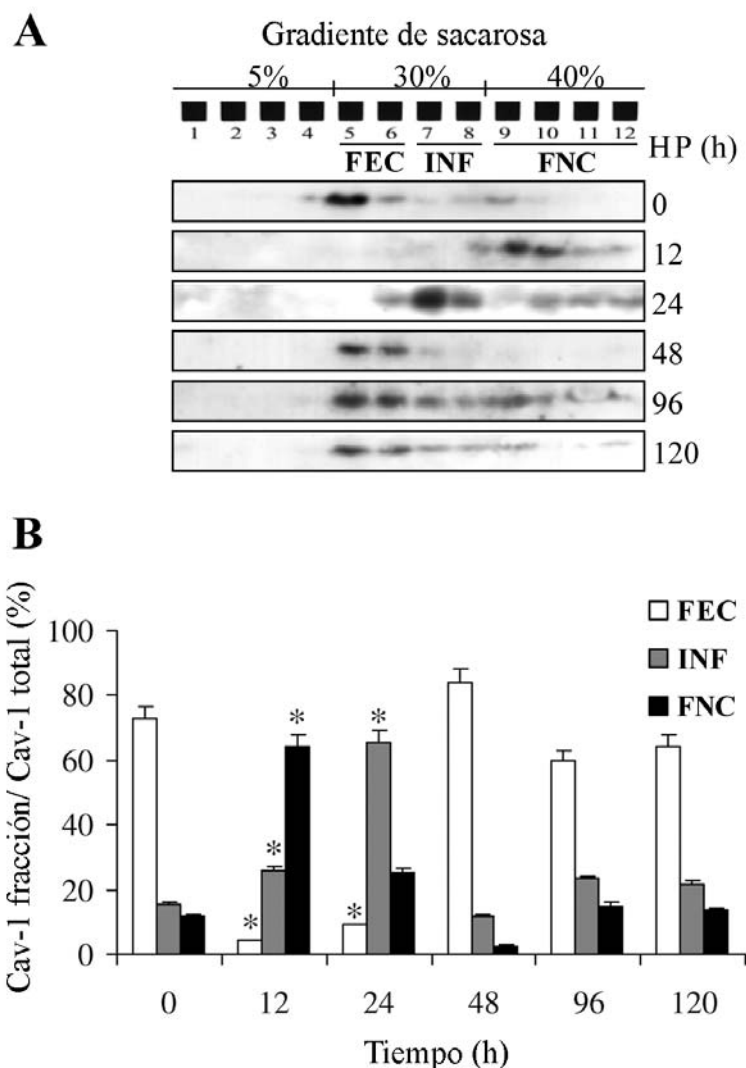 A
Gradiente de sacarosa
5% 30% 40%
1 2 3 4 5 6 7 8 9 10 11 12
FEC INF FNC HP (h)
0
12
24
48
96
120
B
Cav-1 fracción/ Cav-1 total (%)
100
80
60
40
20
0
FEC
INF
FNC
* * * * *
0 12 24 48 96 120
Tiempo (h)